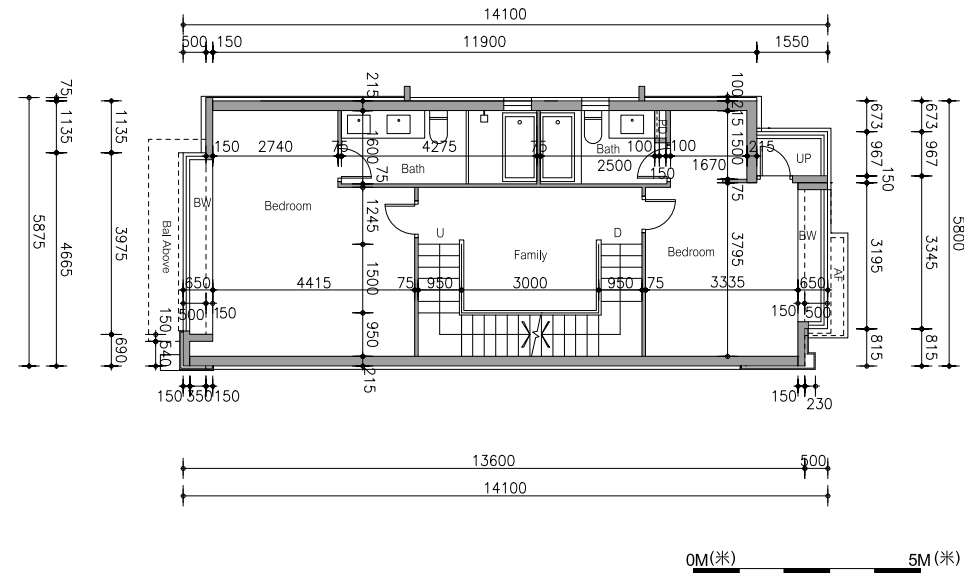 14100
500 150 11900 1550
75 1135 1135 215 100 215 673 673
150 2740 75 1600 4275 75 2500 100 100 150 1670 1500 215 967 967 150
PD UP
Bath Bath
75 75
BW Bedroom 1245
U Family D Bedroom BW
Bal Above
AF
5875 4665 3975 1500 3795 3195 3345 5800
650 4415 75 950 3000 950 75 3335 650
500 150 150 500
150 690 540 950 815 815
215
150 350 150 150 230
13600 500
14100
0M(米) 5M(米)